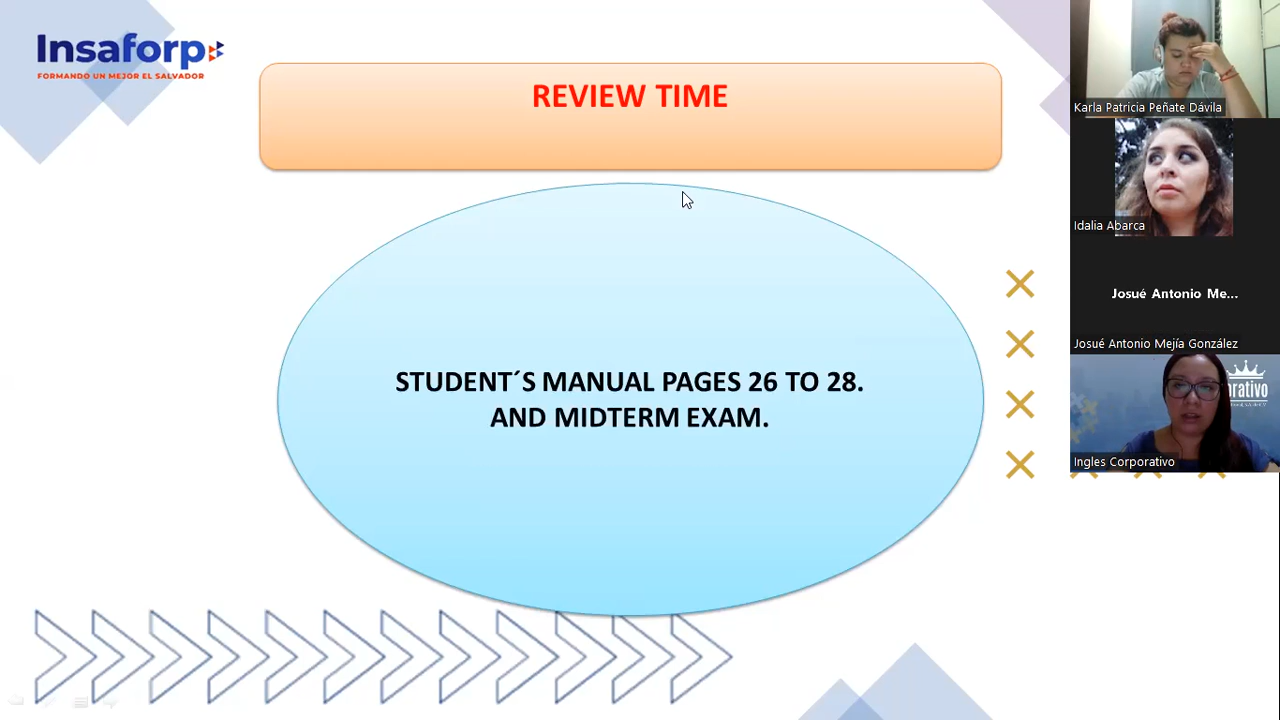 Insaforp
FORMANDO UN MEJOR EL SALVADOR
REVIEW TIME
STUDENT´S MANUAL PAGES 26 TO 28.
AND MIDTERM EXAM.
Karla Patricia Peñate Dávila
Idalia Abarca
Josué Antonio Me...
Josué Antonio Mejía González
orativo
Ingles Corporativo